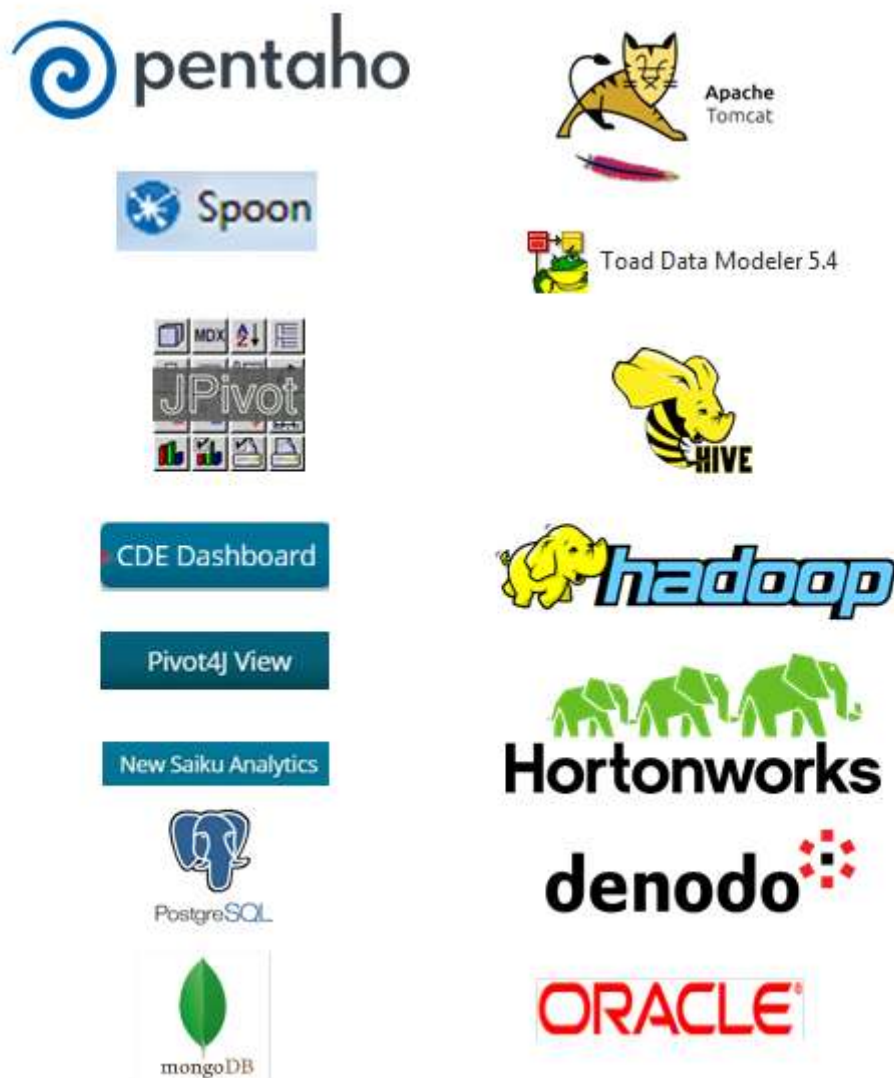 pentaho
Spoon
MDX
JPivot
CDE Dashboard
Pivot4J View
New Saiku Analytics
PostgreSQL
mongoDB
Apache
Tomcat
Toad Data Modeler 5.4
HIVE
hadoop
Hortonworks
denodo
ORACLE®